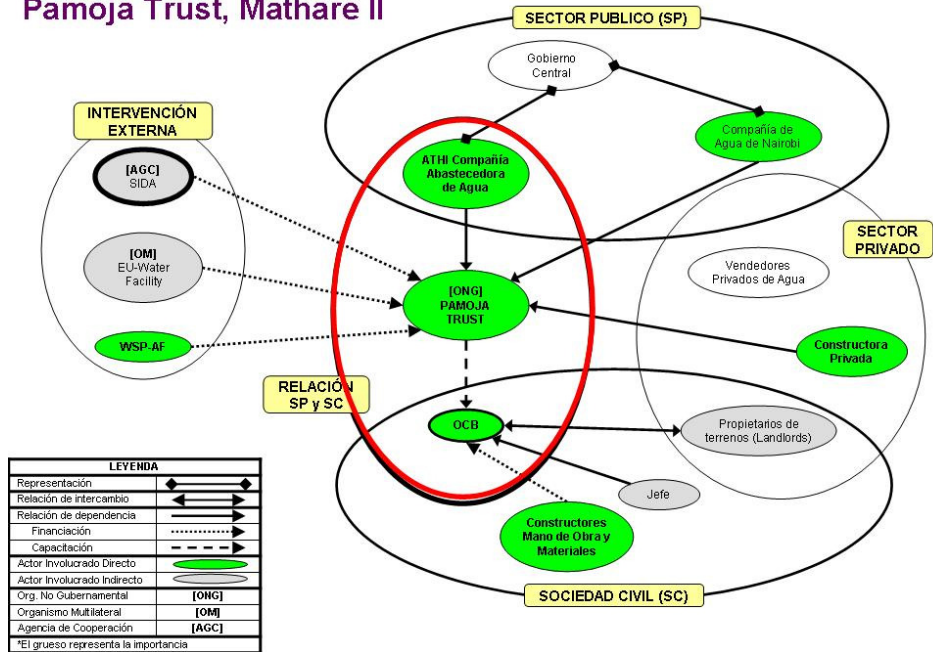 Pamoja Trust, Mathare II
SECTOR PUBLICO (SP)
Gobierno
Central
INTERVENCIÓN
EXTERNA
Compañía de
Agua de Nairobi
ATHI Compañía
Abastecedora
de Agua
[AGC]
SIDA
SECTOR
PRIVADO
[OM]
EU-Water
Facility
Vendedores
Privados de Agua
[ONG]
PAMOJA
TRUST
WSP-AF
Constructora
Privada
RELACIÓN
SP y SC
OCB
Propietarios de
terrenos (Landlords)
Jefe
Constructores
Mano de Obra y
Materiales
SOCIEDAD CIVIL (SC)
LEYENDA
Representación
Relación de intercambio
Relación de dependencia
Financiación
Capacitación
Actor Involucrado Directo
Actor Involucrado Indirecto
Org. No Gubernamental [ONG]
Organismo Multilateral [OM]
Agencia de Cooperación [AGC]
*El grueso representa la importancia